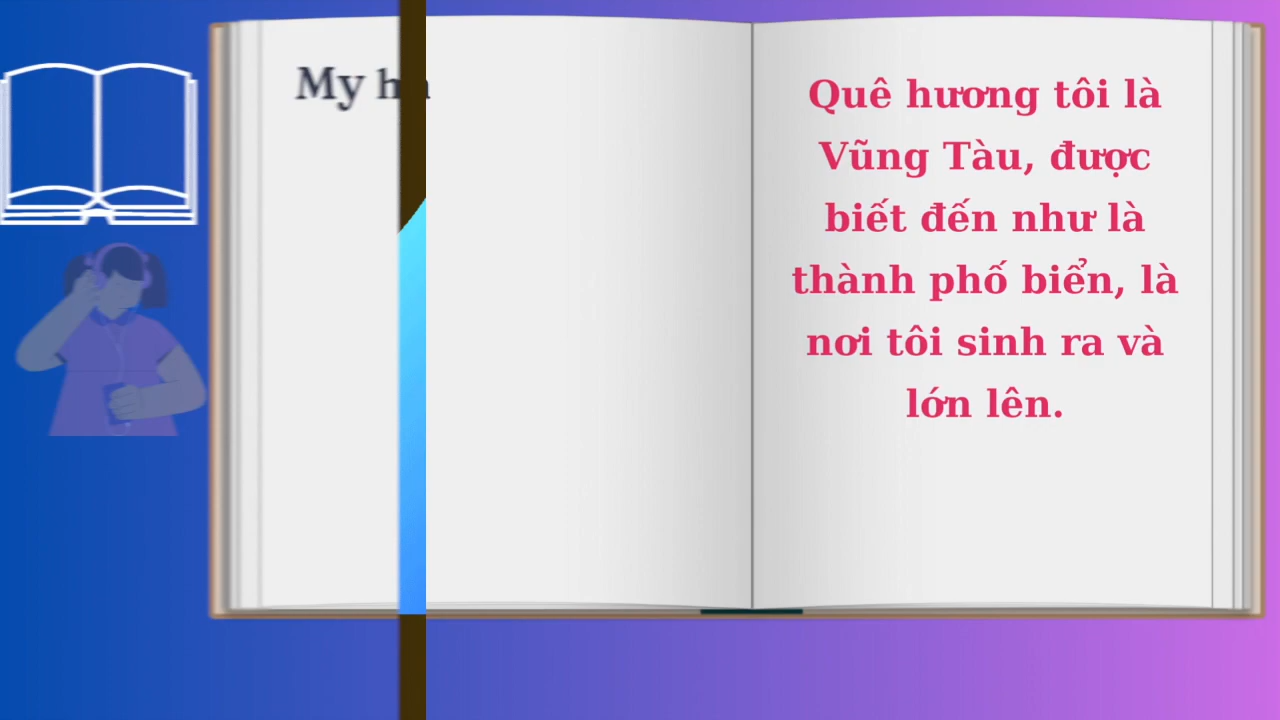 My
Quê hương tôi là
Vũng Tàu, được
biết đến như là
thành phố biển, là
nơi tôi sinh ra và
lớn lên.